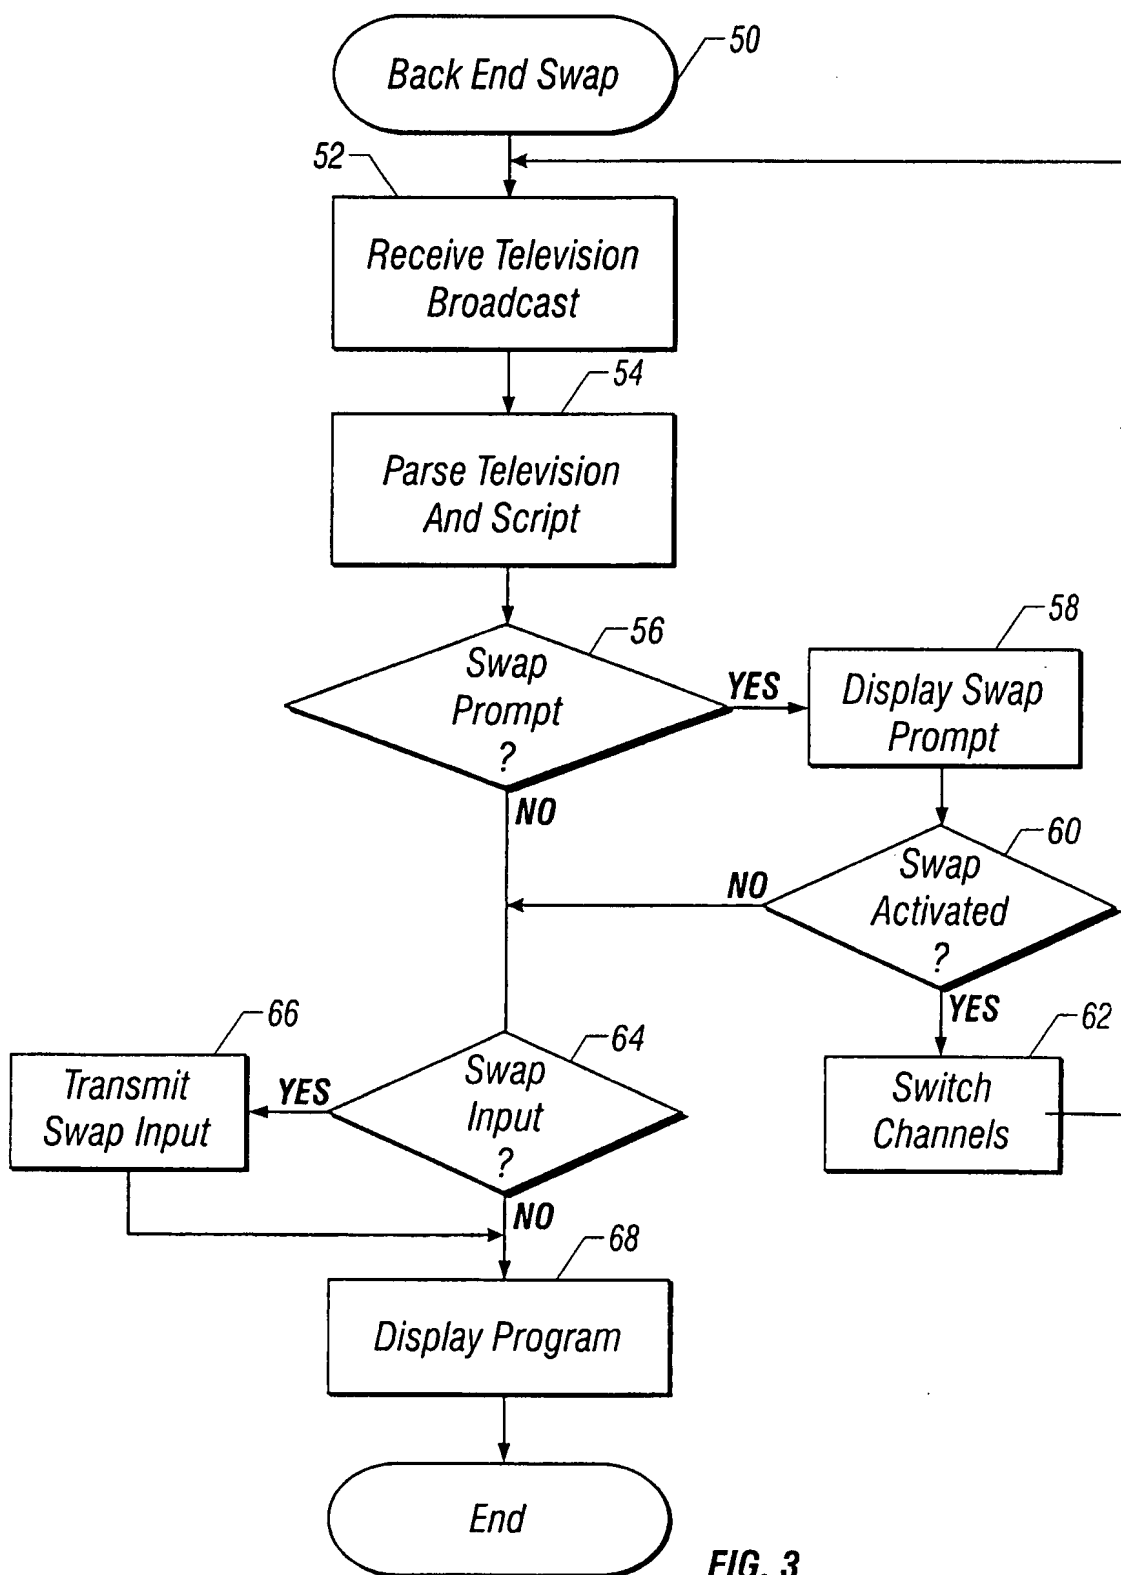 Back End Swap
50
52
Receive Television
Broadcast
54
Parse Television
And Script
56
Swap
Prompt
?
YES
NO
58
Display Swap
Prompt
60
Swap
Activated
?
NO
YES
62
Switch
Channels
64
Swap
Input
?
YES
NO
66
Transmit
Swap Input
68
Display Program
End
FIG. 3